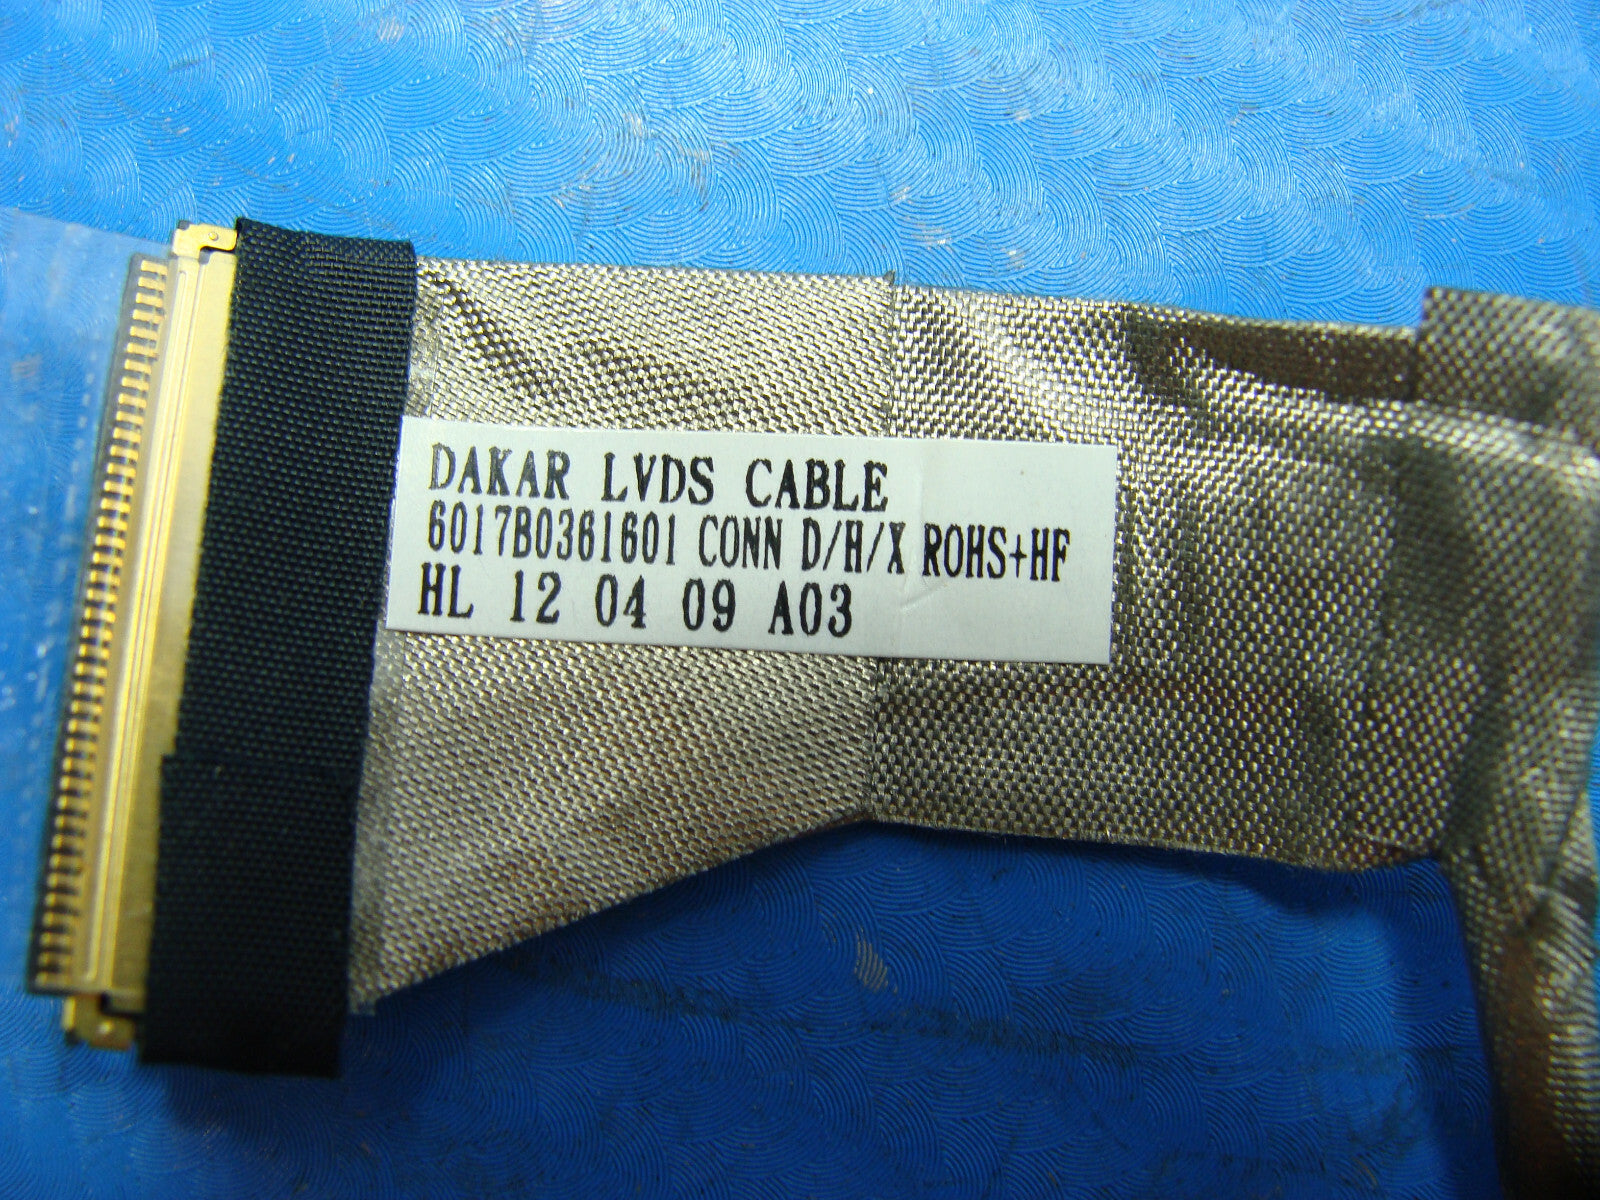 DAKAR LVDS CABLE
6017B0361601 CONN D/H/X ROHS+HF
HL 12 04 09 A03